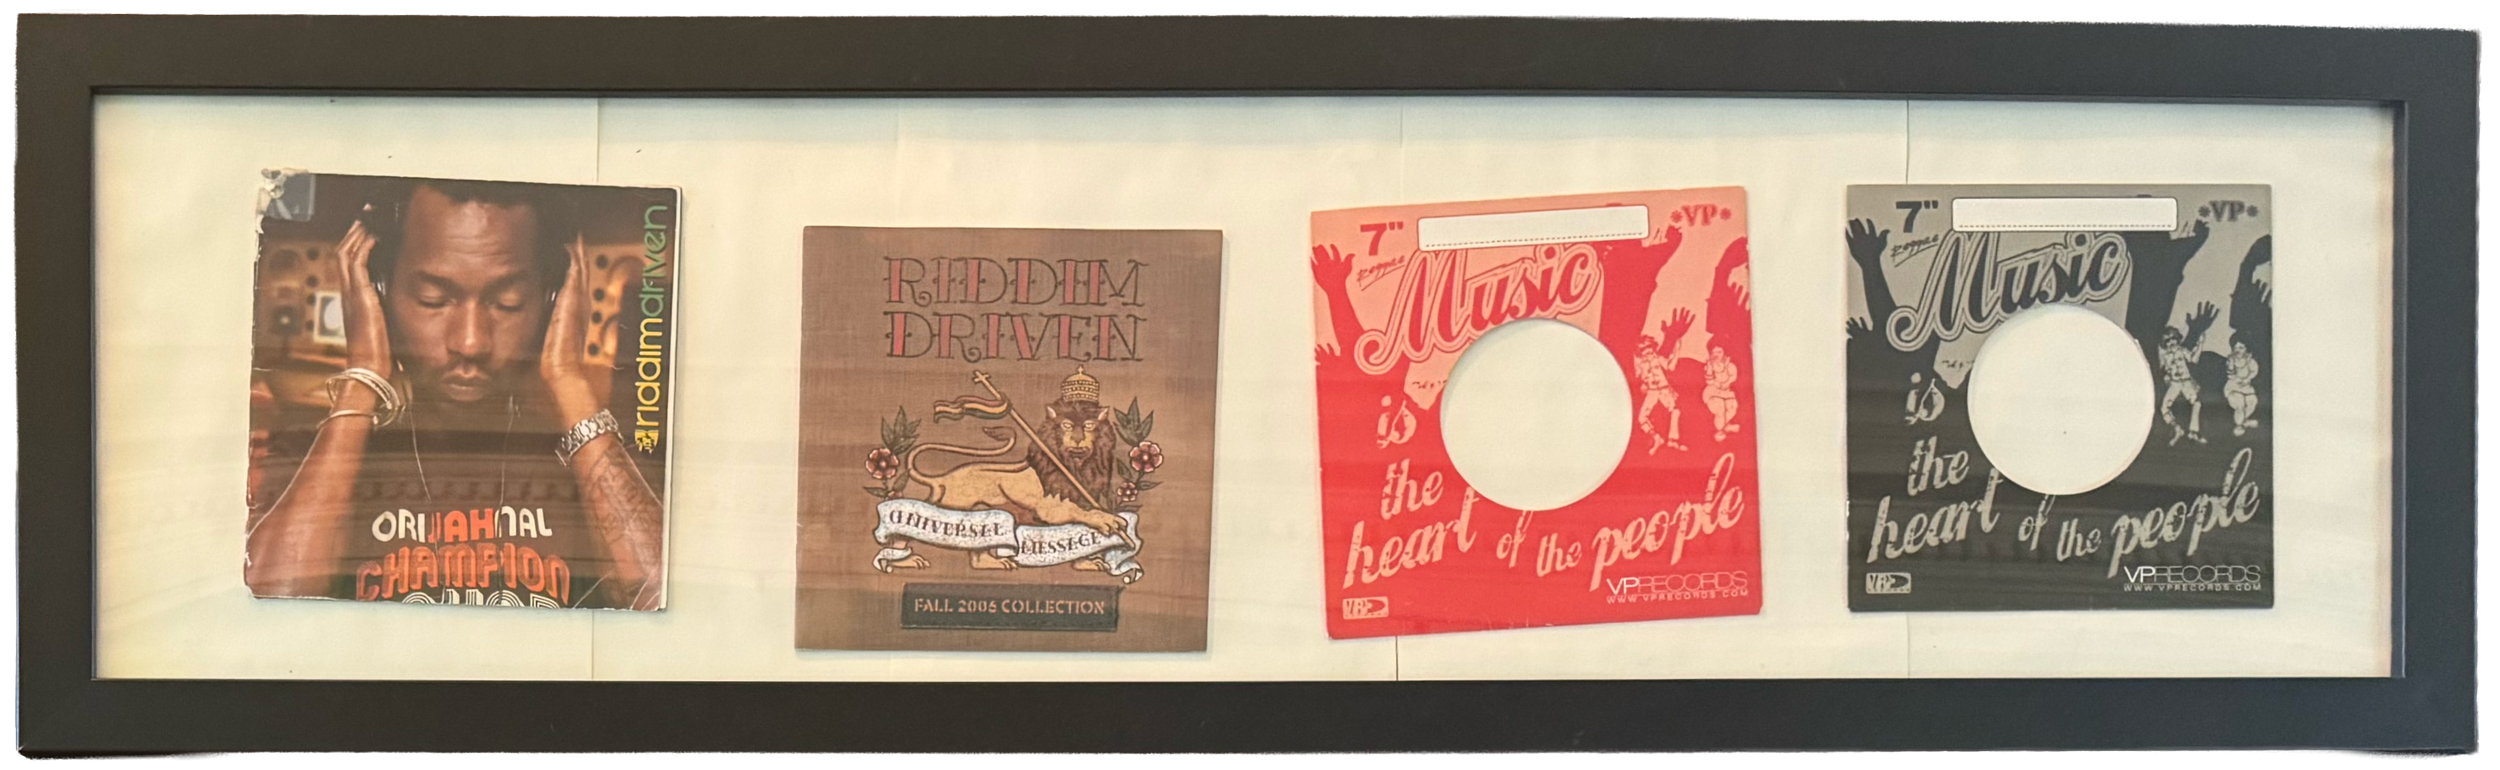 riddimdriven
ORIJAHNAL
CHAMPION
RIDDIM
DRIVEN
UNIVERSAL
MESSAGE
FALL 2006 COLLECTION
7"
Reggae
*VP*
Music
is
the
heart of the people
VPRECORDS
WWW.VPRECORDS.COM
VP
7"
Reggae
*VP*
Music
is
the
heart of the people
VPRECORDS
WWW.VPRECORDS.COM
VP